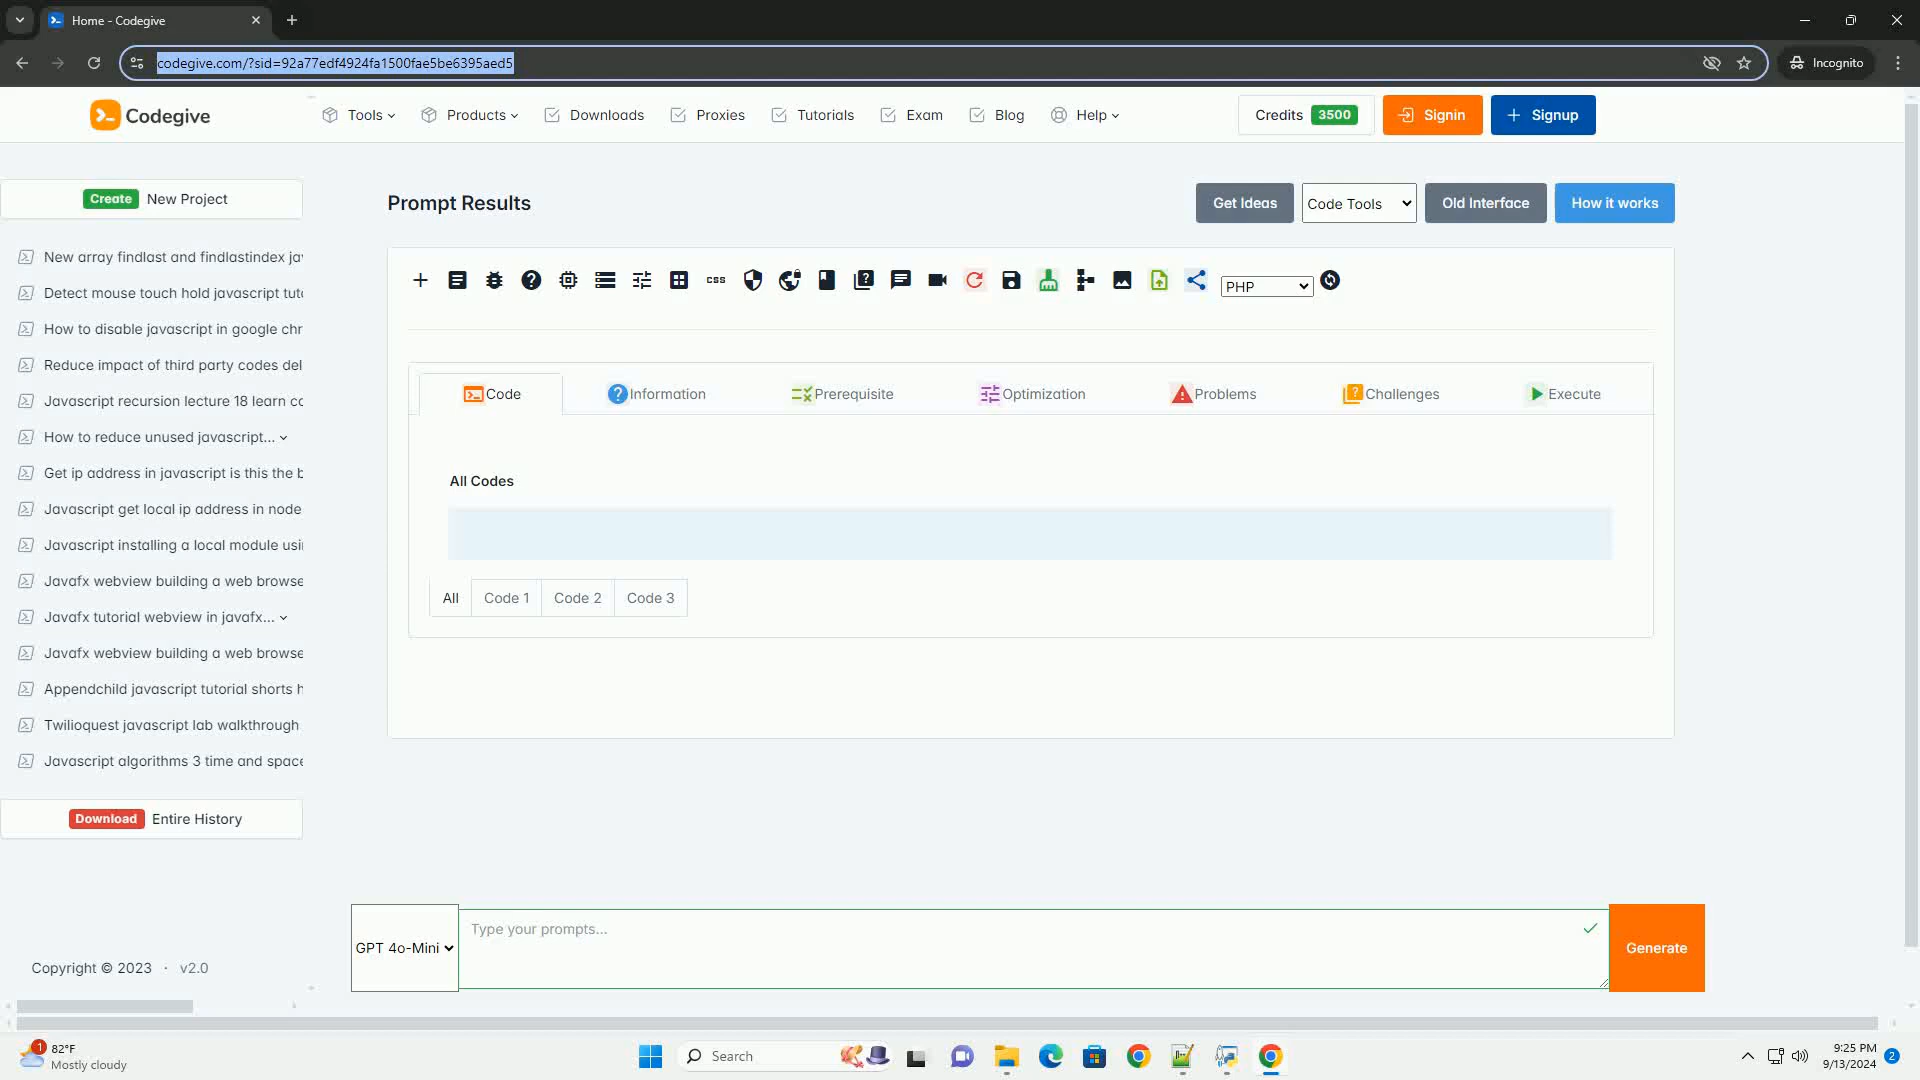 Home - Codegive
codegive.com/?sid=92a77edf4924fa1500fae5be6395aed5
Incognito
Codegive
Tools
Products
Downloads
Proxies
Tutorials
Exam
Blog
Help
Credits 3500
Signin
Signup
Create New Project
New array findlast and findlastindex jav
Detect mouse touch hold javascript tuto
How to disable javascript in google chr
Reduce impact of third party codes del
Javascript recursion lecture 18 learn co
How to reduce unused javascript...
Get ip address in javascript is this the b
Javascript get local ip address in node
Javascript installing a local module usin
Javafx webview building a web browse
Javafx tutorial webview in javafx...
Javafx webview building a web browse
Appendchild javascript tutorial shorts h
Twilioquest javascript lab walkthrough
Javascript algorithms 3 time and space
Download Entire History
Copyright © 2023 · v2.0
Prompt Results
Get Ideas
Code Tools
Old Interface
How it works
css
PHP
Code
Information
Prerequisite
Optimization
Problems
Challenges
Execute
All Codes
All
Code 1
Code 2
Code 3
GPT 4o-Mini
Type your prompts...
Generate
1
82°F
Mostly cloudy
Search
9:25 PM
9/13/2024
2